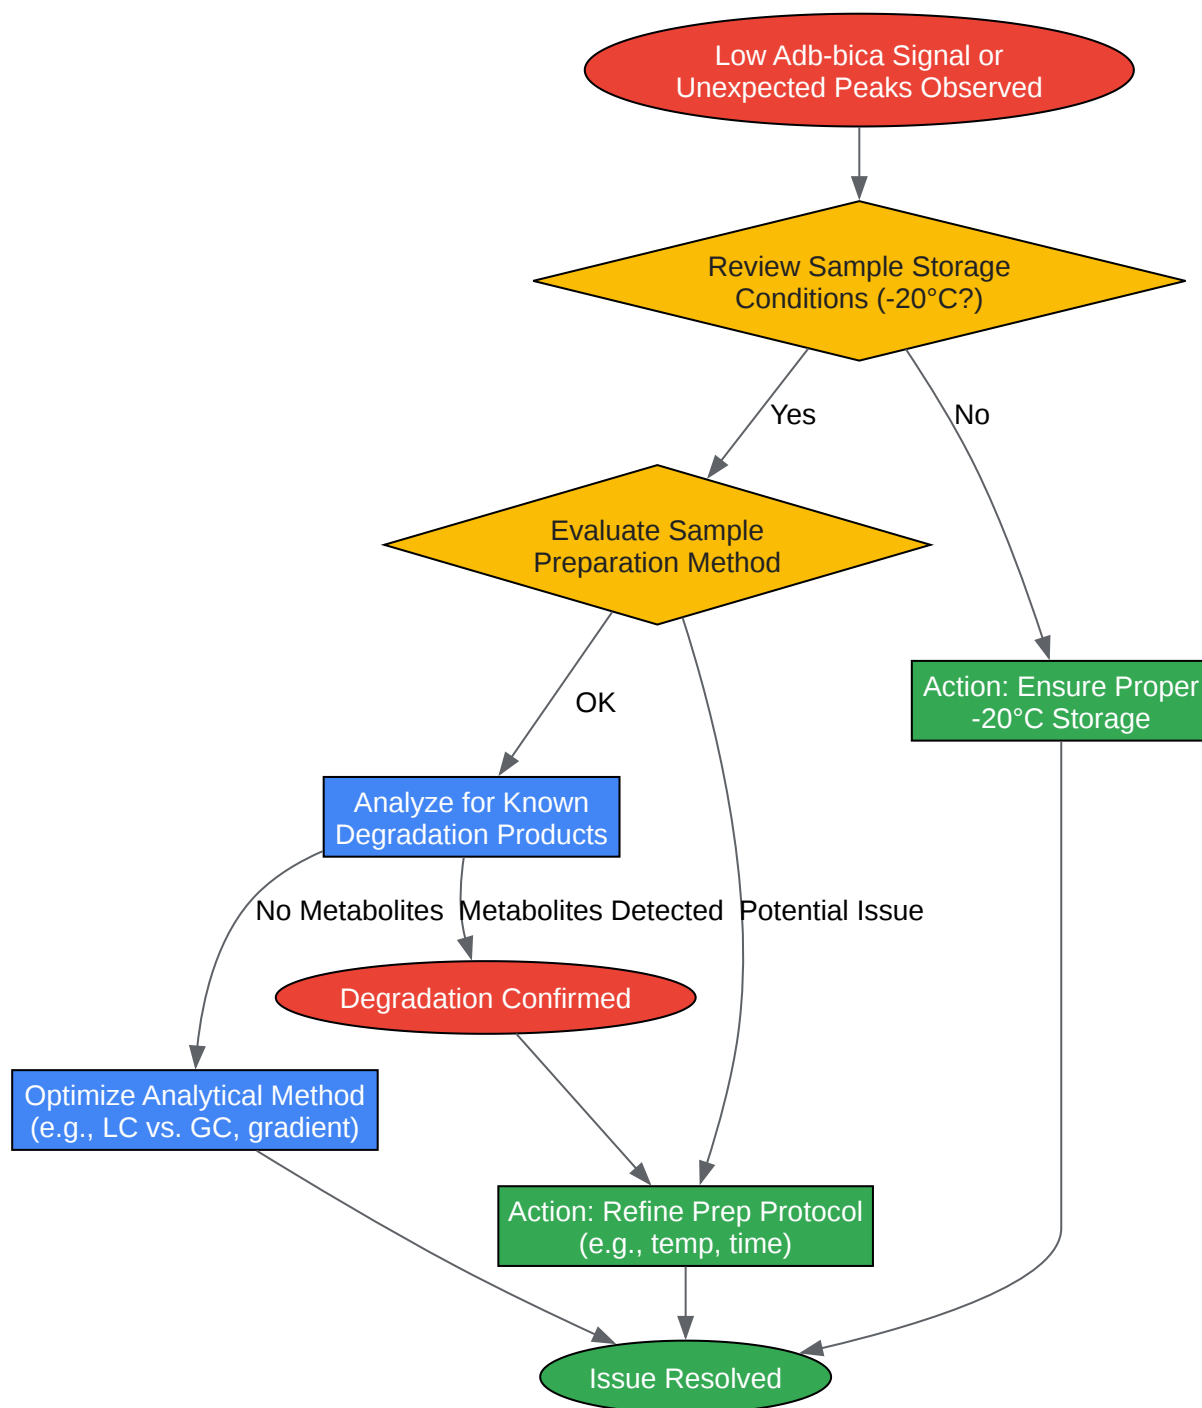 Low Adb-bica Signal or
Unexpected Peaks Observed
Review Sample Storage
Conditions (-20°C?)
Yes
No
Evaluate Sample
Preparation Method
Action: Ensure Proper
-20°C Storage
OK
Analyze for Known
Degradation Products
No Metabolites
Metabolites Detected
Potential Issue
Degradation Confirmed
Optimize Analytical Method
(e.g., LC vs. GC, gradient)
Action: Refine Prep Protocol
(e.g., temp, time)
Issue Resolved